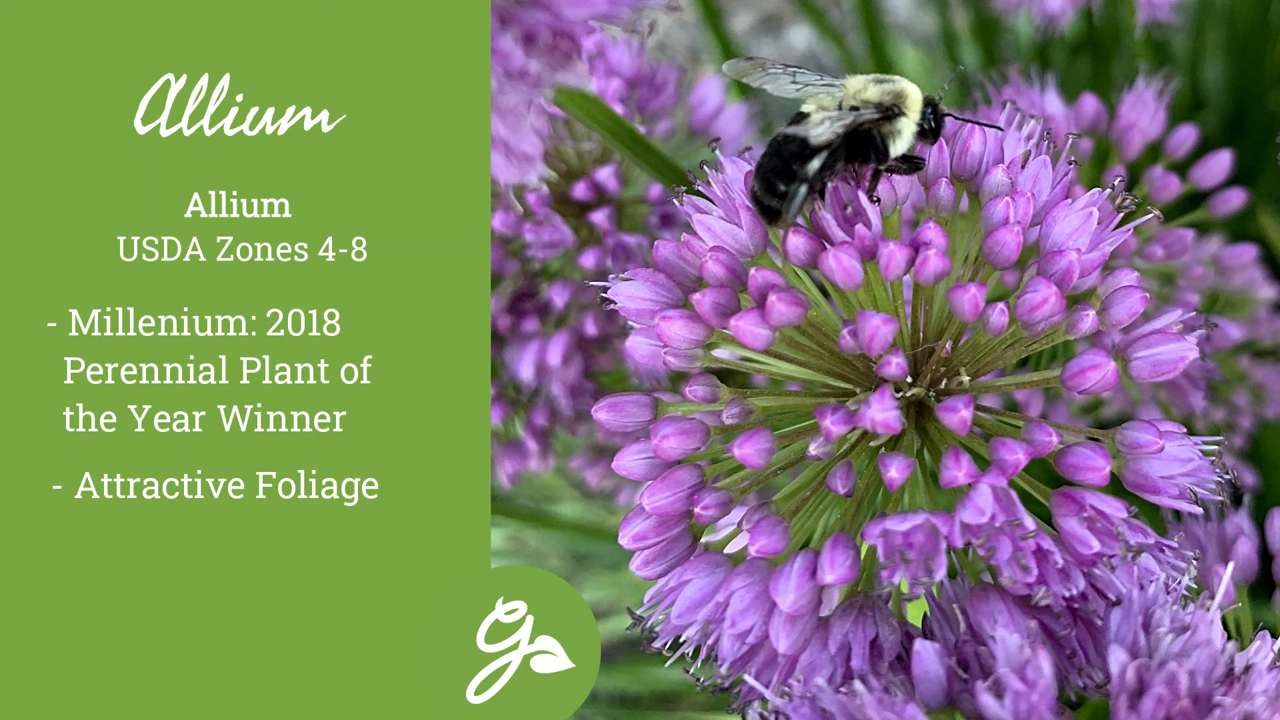 Allium
Allium
USDA Zones 4-8
- Millenium: 2018
Perennial Plant of
the Year Winner
- Attractive Foliage
g